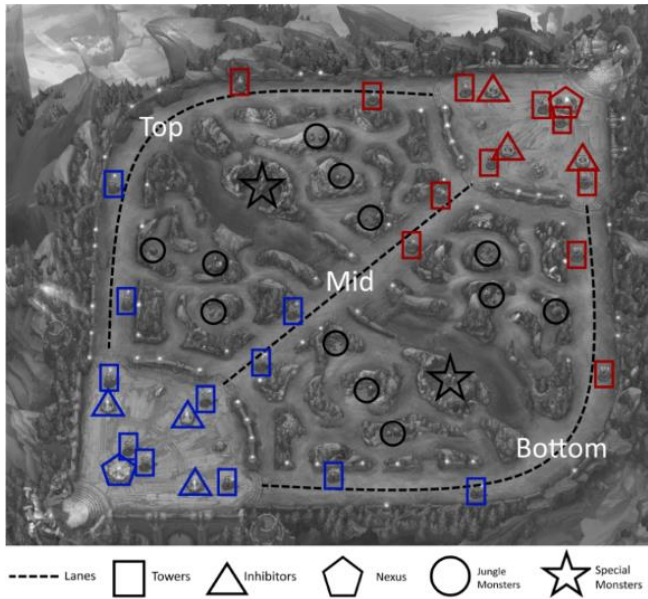 Top
Mid
Bottom
Lanes
Towers
Inhibitors
Nexus
Jungle
Monsters
Special
Monsters